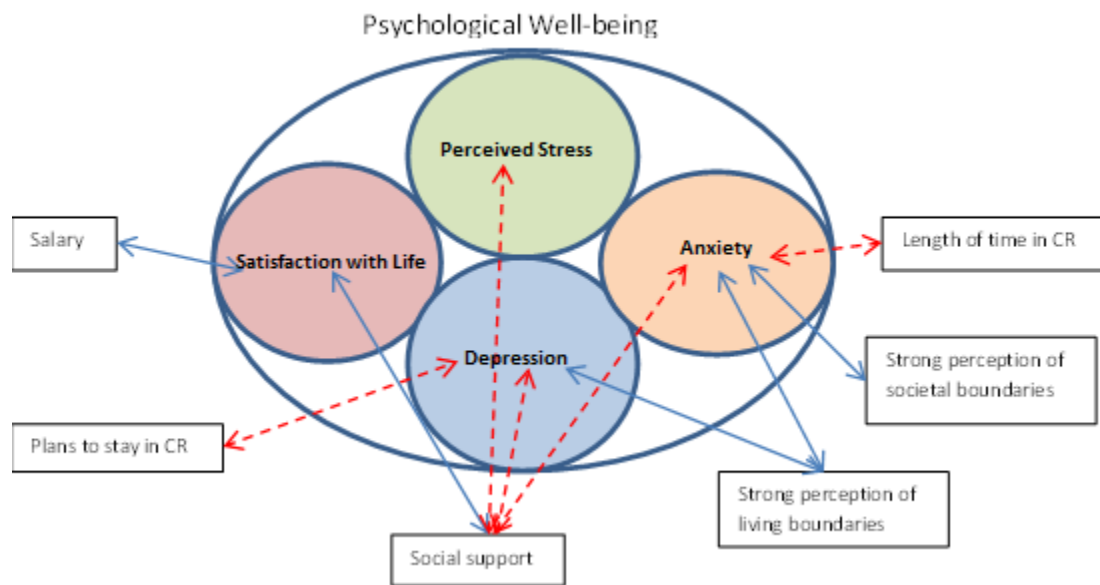 Psychological Well-being
Perceived Stress
Salary
Satisfaction with Life
Anxiety
Length of time in CR
Depression
Strong perception of
societal boundaries
Plans to stay in CR
Strong perception of
living boundaries
Social support